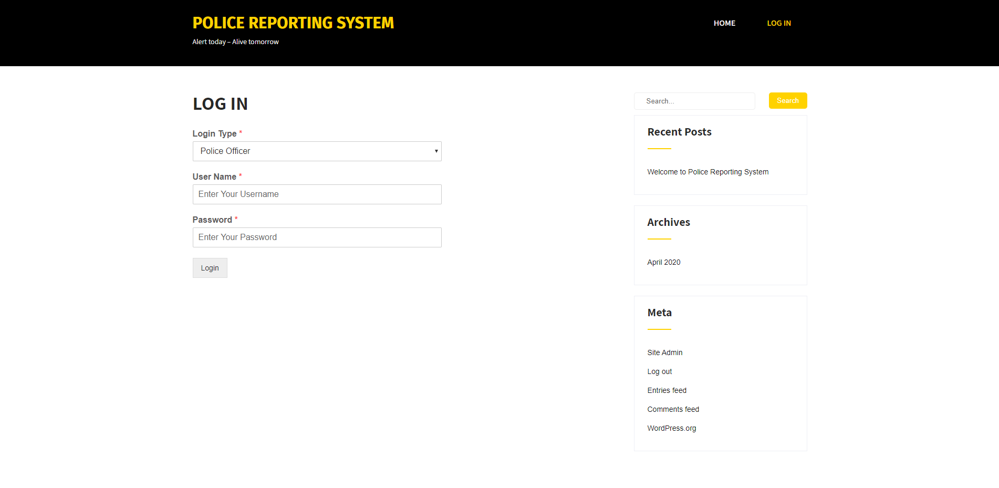 POLICE REPORTING SYSTEM
Alert today – Alive tomorrow
HOME
LOG IN
LOG IN
Login Type *
Police Officer
User Name *
Enter Your Username
Password *
Enter Your Password
Login
Search...
Search
Recent Posts
Welcome to Police Reporting System
Archives
April 2020
Meta
Site Admin
Log out
Entries feed
Comments feed
WordPress.org